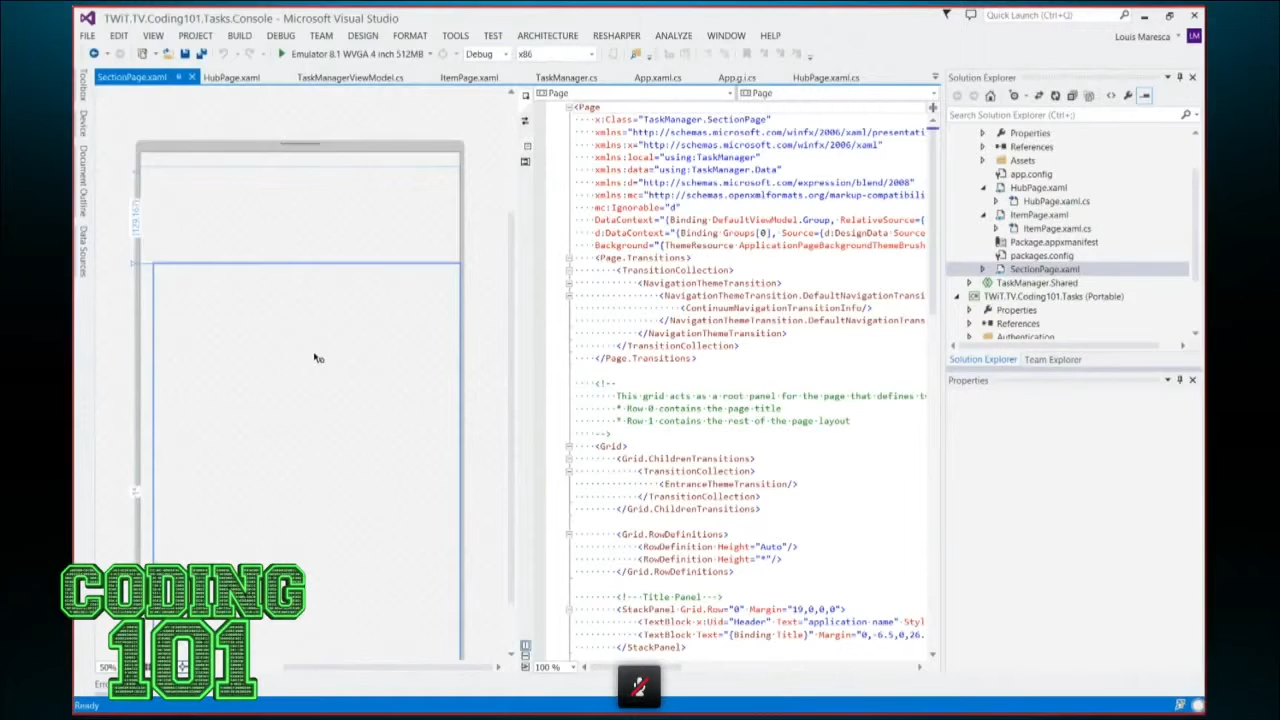 TWiT.TV.Coding101.Tasks.Console - Microsoft Visual Studio
Quick Launch (Ctrl+Q)
FILE EDIT VIEW PROJECT BUILD DEBUG TEAM FORMAT DESIGN TEST TOOLS ARCHITECTURE RESHARPER ANALYZE WINDOW HELP
Louis Maresca LM
Emulator 8.1 WVGA 4 inch 512MB Debug x86
SectionPage.xaml HubPage.xaml TaskManagerViewModel.cs ItemPage.xaml TaskManager.cs App.xaml.cs App.g.i.cs HubPage.xaml.cs
Toolbox
Device
Document Outline
Data Sources
Page Page
<Page
x:Class="TaskManager.SectionPage"
xmlns="http://schemas.microsoft.com/winfx/2006/xaml/presentati
xmlns:x="http://schemas.microsoft.com/winfx/2006/xaml"
xmlns:local="using:TaskManager"
xmlns:data="using:TaskManager.Data"
xmlns:d="http://schemas.microsoft.com/expression/blend/2008"
xmlns:mc="http://schemas.openxmlformats.org/markup-compatibili
mc:Ignorable="d"
DataContext="{Binding DefaultViewModel.Group, RelativeSource={
d:DataContext="{Binding Groups[0], Source={d:DesignData Source
Background="{ThemeResource ApplicationPageBackgroundThemeBrush
<Page.Transitions>
<TransitionCollection>
<NavigationThemeTransition>
<NavigationThemeTransition.DefaultNavigationTransi
<ContinuumNavigationTransitionInfo/>
</NavigationThemeTransition.DefaultNavigationTrans
</NavigationThemeTransition>
</TransitionCollection>
</Page.Transitions>
<!--
This grid acts as a root panel for the page that defines t
* Row 0 contains the page title
* Row 1 contains the rest of the page layout
-->
<Grid>
<Grid.ChildrenTransitions>
<TransitionCollection>
<EntranceThemeTransition/>
</TransitionCollection>
</Grid.ChildrenTransitions>
<Grid.RowDefinitions>
<RowDefinition Height="Auto"/>
<RowDefinition Height="*"/>
</Grid.RowDefinitions>
<!-- Title Panel -->
<StackPanel Grid.Row="0" Margin="19,0,0,0">
<TextBlock x:Uid="Header" Text="application name" Styl
<TextBlock Text="{Binding Title}" Margin="0,-6.5,0,26.
</StackPanel>
Solution Explorer
Search Solution Explorer (Ctrl+;)
Properties
References
Assets
app.config
HubPage.xaml
HubPage.xaml.cs
ItemPage.xaml
ItemPage.xaml.cs
Package.appxmanifest
packages.config
SectionPage.xaml
TaskManager.Shared
TWiT.TV.Coding101.Tasks (Portable)
Properties
References
Authentication
Solution Explorer Team Explorer
Properties
50%
100 %
CODING
101
Ready